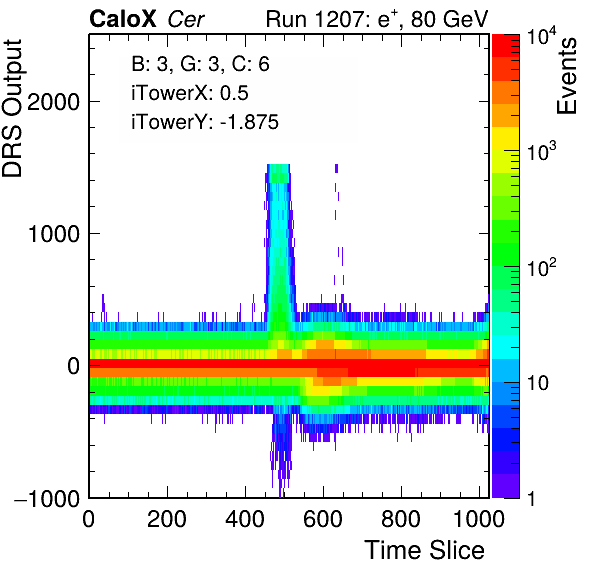 CaloX Cer Run 1207: e+, 80 GeV
B: 3, G: 3, C: 6
iTowerX: 0.5
iTowerY: -1.875
DRS Output
2000
1000
0
−1000
0 200 400 600 800 1000
Time Slice
Events
10^4
10^3
10^2
10
1